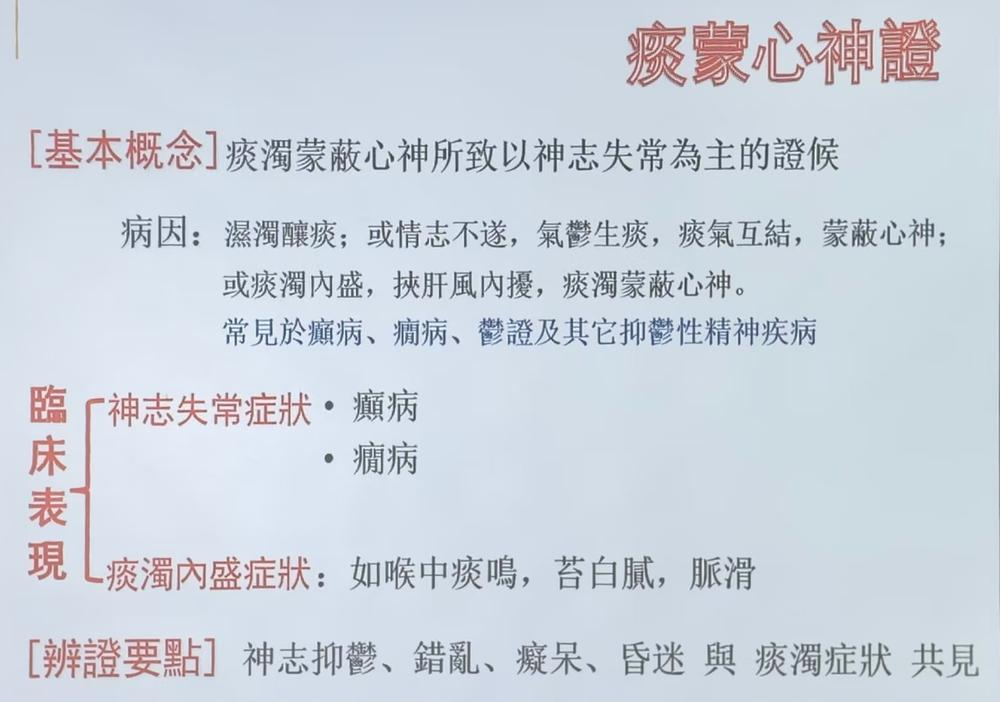 痰蒙心神證
[基本概念]痰濁蒙蔽心神所致以神志失常為主的證候
病因：濕濁釀痰；或情志不遂，氣鬱生痰，痰氣互結，蒙蔽心神；
或痰濁內盛，挾肝風內擾，痰濁蒙蔽心神。
常見於癲病、癇病、鬱證及其它抑鬱性精神疾病
臨床表現
神志失常症狀 • 癲病
• 癇病
痰濁內盛症狀：如喉中痰鳴，苔白膩，脈滑
[辨證要點] 神志抑鬱、錯亂、癡呆、昏迷 與 痰濁症狀 共見